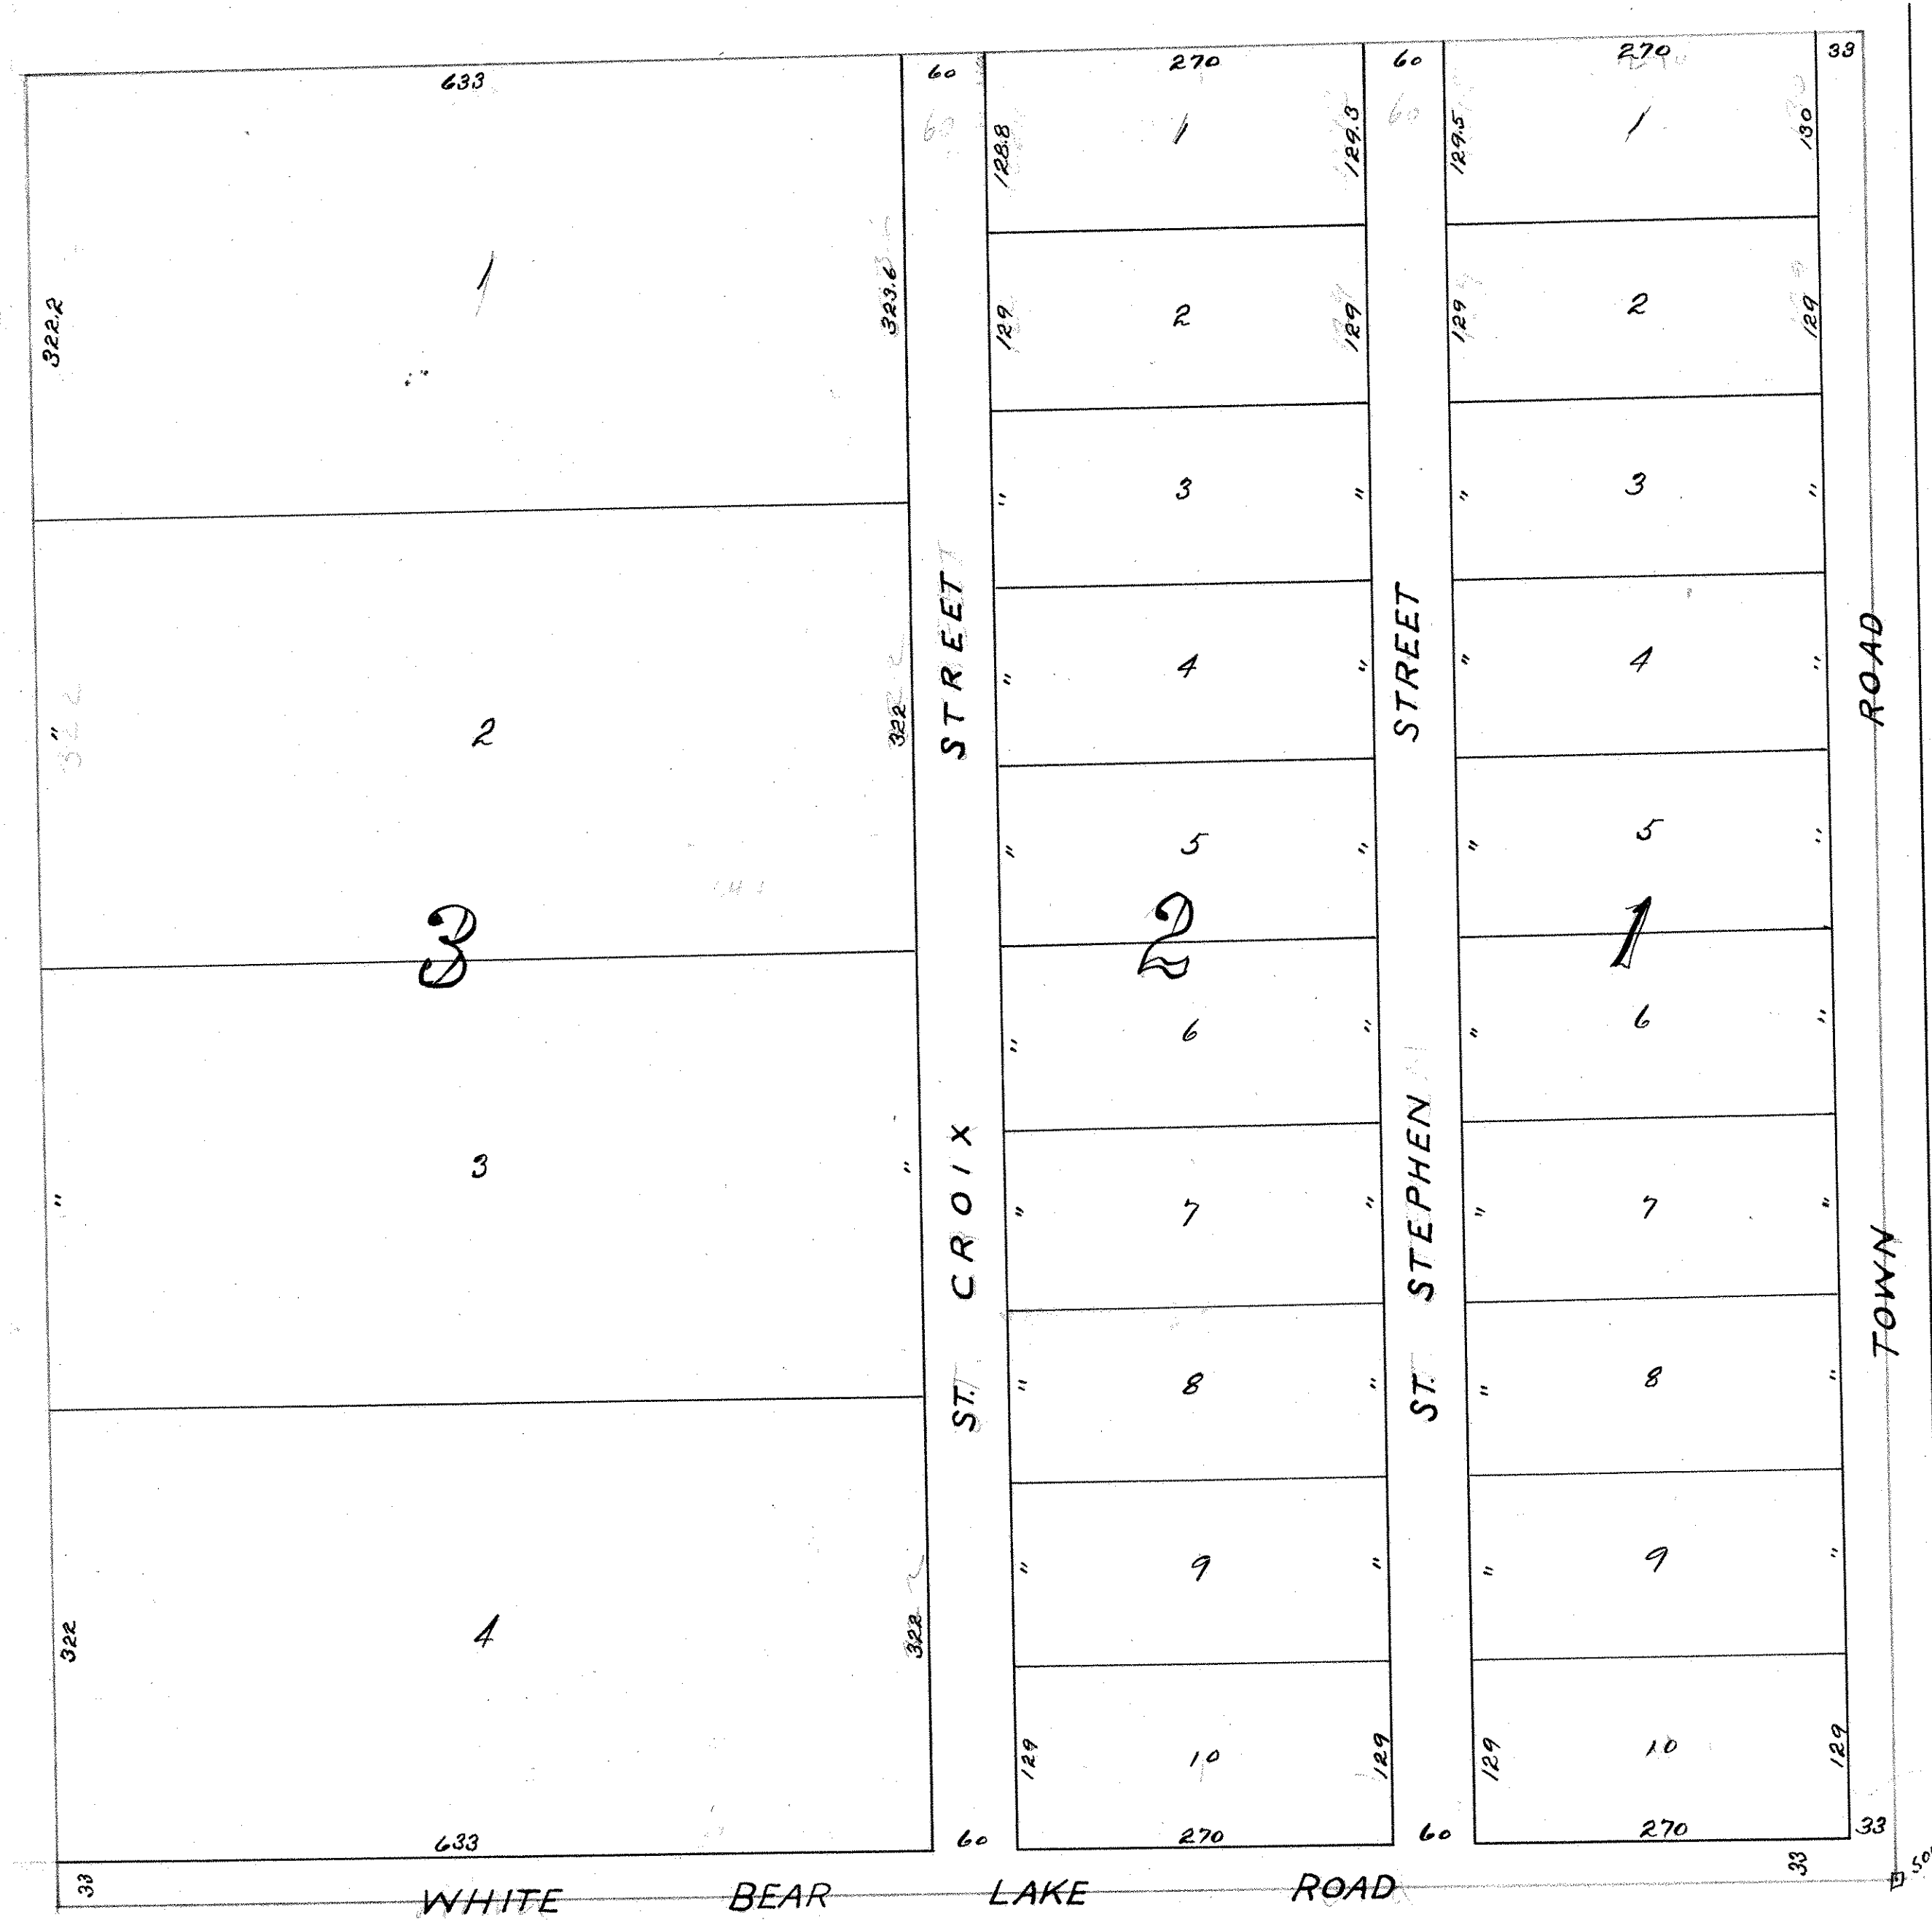 633 60 270 60 270 33
1
322.2
323.6
2
"
322
3
3
"
"
4
322
322
633
ST. CROIX STREET
60
128.8 1 129.3
129 2 129
" 3 "
" 4 "
" 5 "
2
" 6 "
" 7 "
" 8 "
" 9 "
129 10 129
270
ST. STEPHEN STREET
60
129.5 1 130
129 2 129
" 3 "
" 4 "
" 5 "
1
" 6 "
" 7 "
" 8 "
" 9 "
129 10 129
270
33
TOWN ROAD
33
33
WHITE BEAR LAKE ROAD